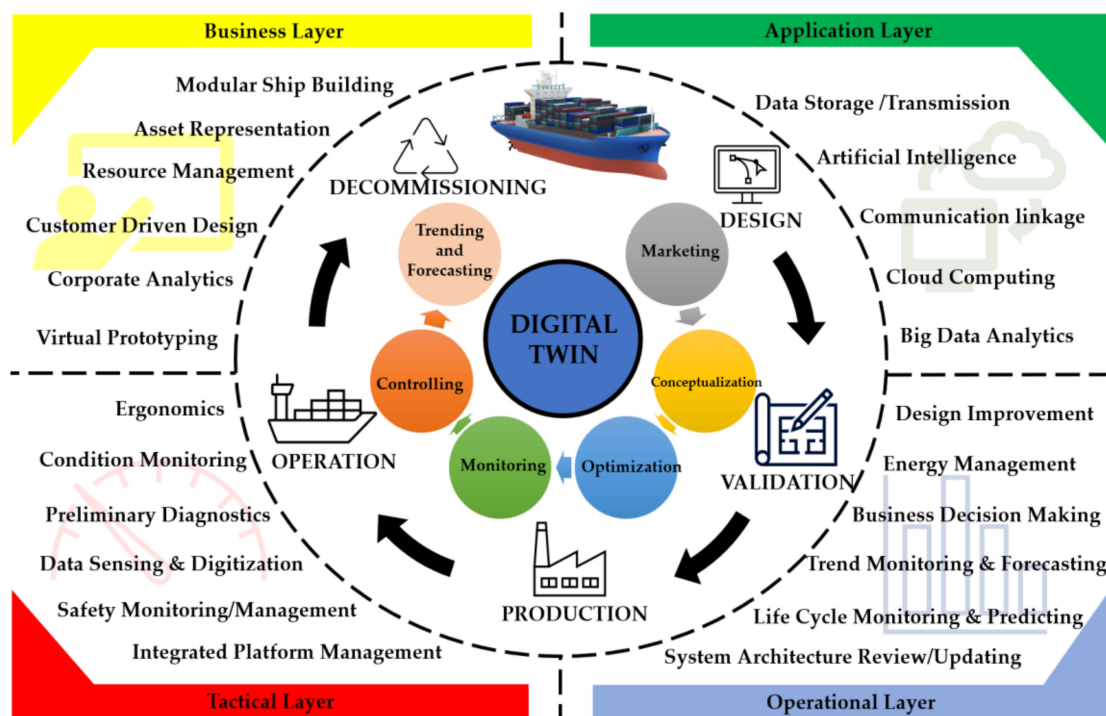 Business Layer
Application Layer
Modular Ship Building
Asset Representation
Resource Management
Customer Driven Design
Corporate Analytics
Virtual Prototyping
Data Storage /Transmission
Artificial Intelligence
Communication linkage
Cloud Computing
Big Data Analytics
DECOMMISSIONING
DESIGN
Trending
and
Forecasting
Marketing
DIGITAL
TWIN
Controlling
Conceptualization
Monitoring
Optimization
OPERATION
VALIDATION
PRODUCTION
Ergonomics
Condition Monitoring
Preliminary Diagnostics
Data Sensing & Digitization
Safety Monitoring/Management
Integrated Platform Management
Design Improvement
Energy Management
Business Decision Making
Trend Monitoring & Forecasting
Life Cycle Monitoring & Predicting
System Architecture Review/Updating
Tactical Layer
Operational Layer